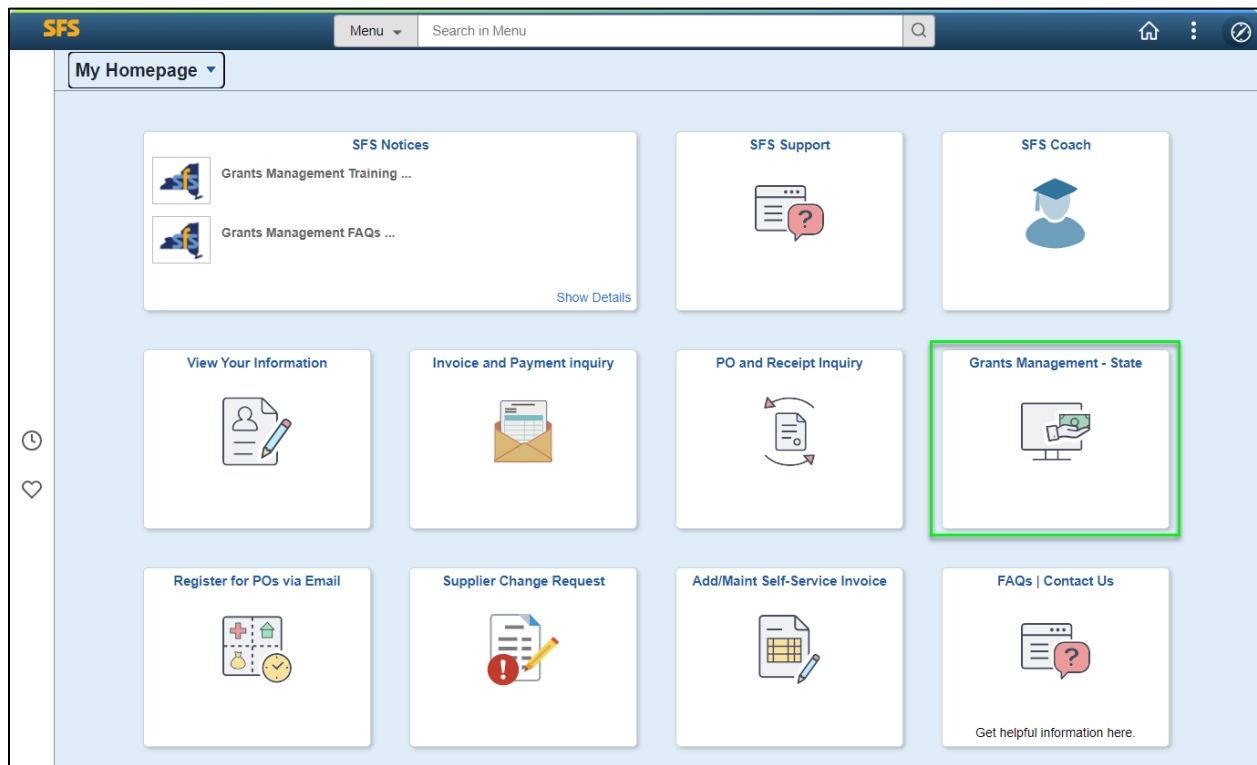 SFS
Menu
Search in Menu
My Homepage
SFS Notices
Grants Management Training ...
Grants Management FAQs ...
Show Details
SFS Support
?
SFS Coach
View Your Information
Invoice and Payment inquiry
PO and Receipt Inquiry
Grants Management - State
Register for POs via Email
Supplier Change Request
Add/Maint Self-Service Invoice
FAQs | Contact Us
sfs
sfs
!
?
Get helpful information here.